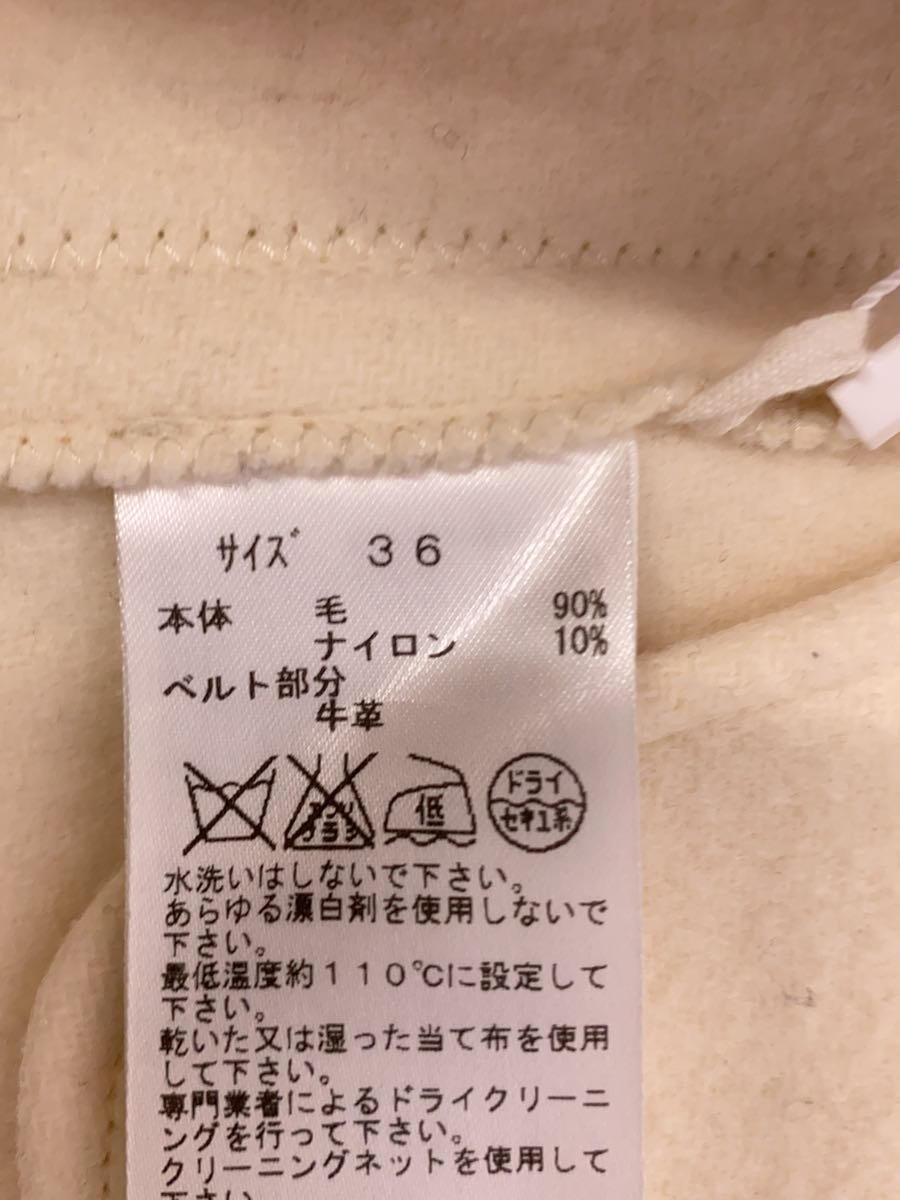 サイズ ３６
本体 毛 90%
ナイロン 10%
ベルト部分
牛革
低
ドライ
セキユ系
水洗いはしないで下さい。
あらゆる漂白剤を使用しないで
下さい。
最低温度約１１０℃に設定して
下さい。
乾いた又は湿った当て布を使用
して下さい。
専門業者によるドライクリーニ
ングを行って下さい。
クリーニングネットを使用して
下さい